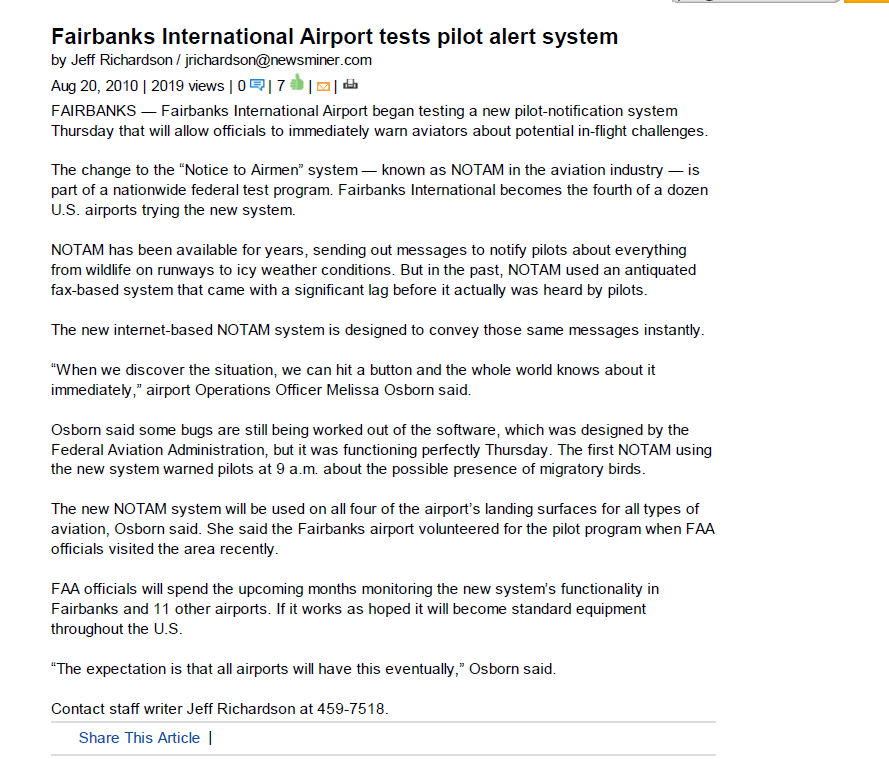 Fairbanks International Airport tests pilot alert system
by Jeff Richardson / jrichardson@newsminer.com
Aug 20, 2010 | 2019 views | 0 | 7 | |
FAIRBANKS — Fairbanks International Airport began testing a new pilot-notification system
Thursday that will allow officials to immediately warn aviators about potential in-flight challenges.
The change to the “Notice to Airmen” system — known as NOTAM in the aviation industry — is
part of a nationwide federal test program. Fairbanks International becomes the fourth of a dozen
U.S. airports trying the new system.
NOTAM has been available for years, sending out messages to notify pilots about everything
from wildlife on runways to icy weather conditions. But in the past, NOTAM used an antiquated
fax-based system that came with a significant lag before it actually was heard by pilots.
The new internet-based NOTAM system is designed to convey those same messages instantly.
“When we discover the situation, we can hit a button and the whole world knows about it
immediately,” airport Operations Officer Melissa Osborn said.
Osborn said some bugs are still being worked out of the software, which was designed by the
Federal Aviation Administration, but it was functioning perfectly Thursday. The first NOTAM using
the new system warned pilots at 9 a.m. about the possible presence of migratory birds.
The new NOTAM system will be used on all four of the airport’s landing surfaces for all types of
aviation, Osborn said. She said the Fairbanks airport volunteered for the pilot program when FAA
officials visited the area recently.
FAA officials will spend the upcoming months monitoring the new system’s functionality in
Fairbanks and 11 other airports. If it works as hoped it will become standard equipment
throughout the U.S.
“The expectation is that all airports will have this eventually,” Osborn said.
Contact staff writer Jeff Richardson at 459-7518.
Share This Article |